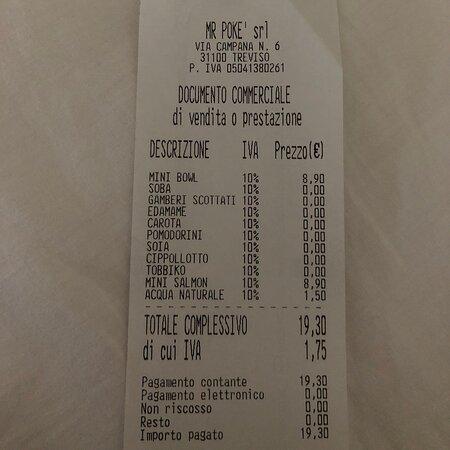 MR POKE' srl
VIA CAMPANA N. 6
31100 TREVISO
P. IVA 05041380261
DOCUMENTO COMMERCIALE
di vendita o prestazione
DESCRIZIONE IVA Prezzo(€)
MINI BOWL 10% 8,90
SOBA 10% 0,00
GAMBERI SCOTTATI 10% 0,00
EDAMAME 10% 0,00
CAROTA 10% 0,00
POMODORINI 10% 0,00
SOIA 10% 0,00
CIPPOLLOTTO 10% 0,00
TOBBIKO 10% 0,00
MINI SALMON 10% 8,90
ACQUA NATURALE 10% 1,50
TOTALE COMPLESSIVO 19,30
di cui IVA 1,75
Pagamento contante 19,30
Pagamento elettronico 0,00
Non riscosso 0,00
Resto 0,00
Importo pagato 19,30